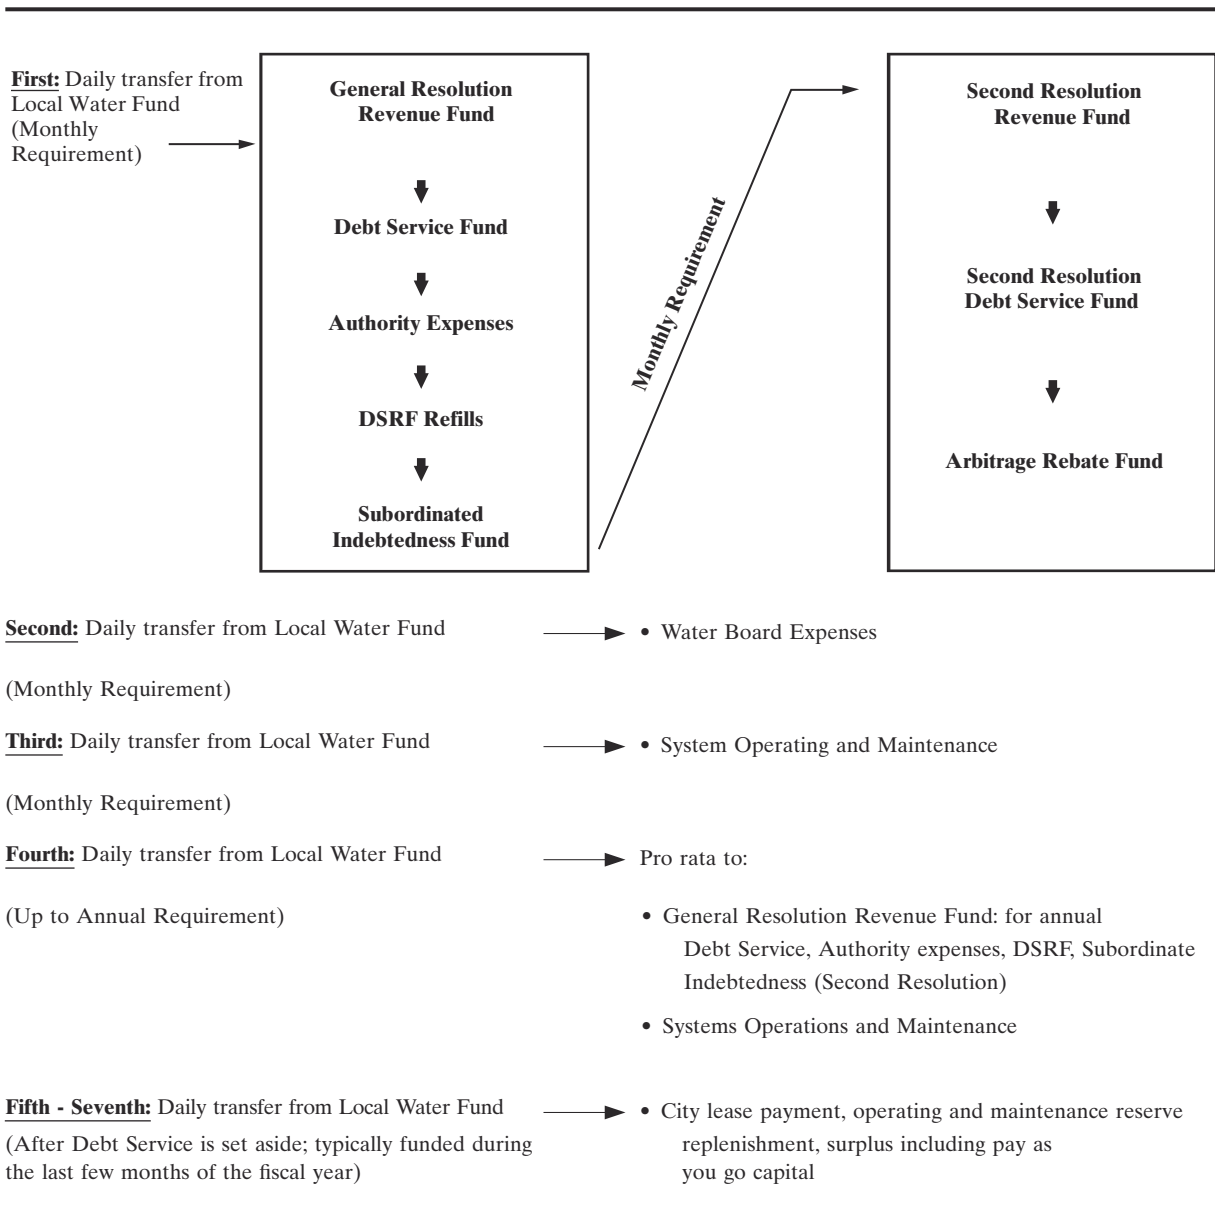 First: Daily transfer from
Local Water Fund
(Monthly
Requirement)
General Resolution
Revenue Fund
Debt Service Fund
Authority Expenses
DSRF Refills
Subordinated
Indebtedness Fund
Monthly Requirement
Second Resolution
Revenue Fund
Second Resolution
Debt Service Fund
Arbitrage Rebate Fund
Second: Daily transfer from Local Water Fund
• Water Board Expenses
(Monthly Requirement)
Third: Daily transfer from Local Water Fund
• System Operating and Maintenance
(Monthly Requirement)
Fourth: Daily transfer from Local Water Fund
Pro rata to:
(Up to Annual Requirement)
• General Resolution Revenue Fund: for annual
Debt Service, Authority expenses, DSRF, Subordinate
Indebtedness (Second Resolution)
• Systems Operations and Maintenance
Fifth - Seventh: Daily transfer from Local Water Fund
(After Debt Service is set aside; typically funded during
the last few months of the fiscal year)
• City lease payment, operating and maintenance reserve
replenishment, surplus including pay as
you go capital